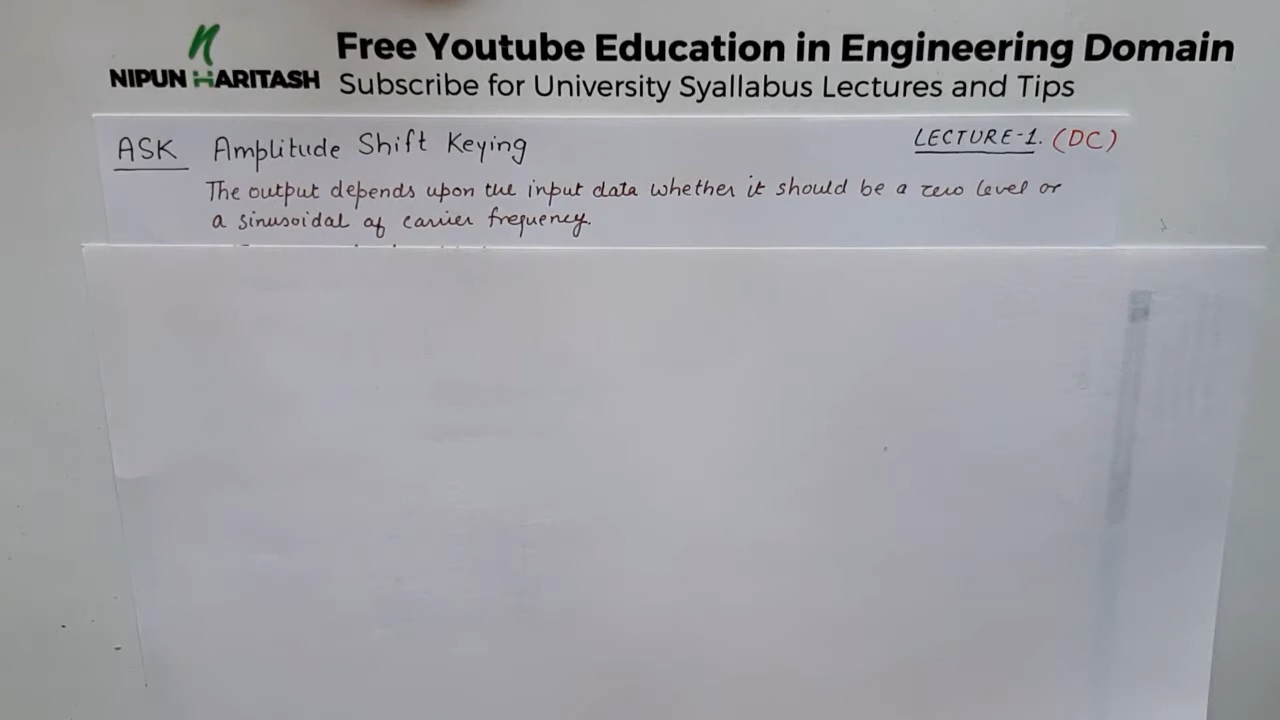 n
NIPUN HARITASH
Free Youtube Education in Engineering Domain
Subscribe for University Syallabus Lectures and Tips
ASK Amplitude Shift Keying LECTURE-1. (DC)
The output depends upon the input data whether it should be a zero level or
a sinusoidal of carrier frequency.